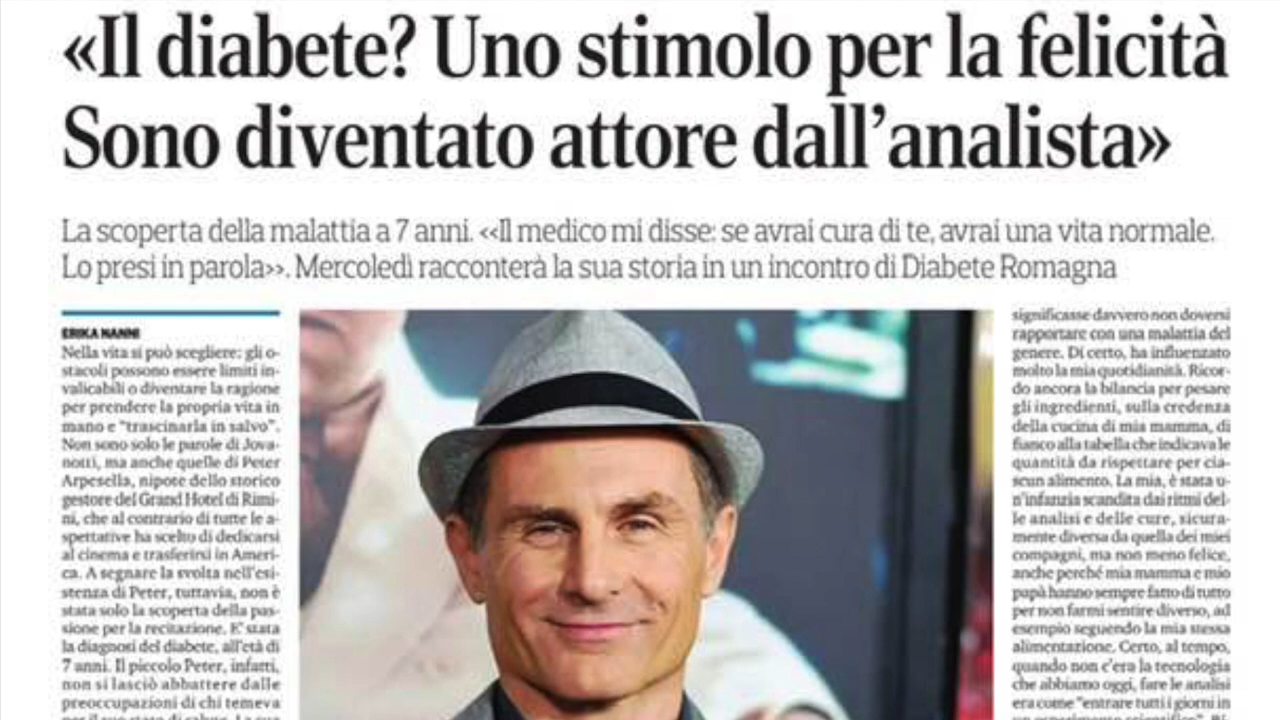 «Il diabete? Uno stimolo per la felicità
Sono diventato attore dall'analista»
La scoperta della malattia a 7 anni. <<Il medico mi disse: se avrai cura di te, avrai una vita normale.
Lo presi in parola>>. Mercoledì racconterà la sua storia in un incontro di Diabete Romagna
ERIKA NANNI
Nella vita si può scegliere: gli o-
stacoli possono essere limiti in-
valicabili o diventare la ragione
per prendere la propria vita in
mano e “trascinarla in salvo”.
Non sono solo le parole di Jova-
notti, ma anche quelle di Peter
Arpesella, nipote dello storico
gestore del Grand Hotel di Rimi-
ni, che al contrario di tutte le a-
spettative ha scelto di dedicarsi
al cinema e trasferirsi in Ameri-
ca. A segnare la svolta nell'esi-
stenza di Peter, tuttavia, non è
stata solo la scoperta della pas-
sione per la recitazione. E' stata
la diagnosi del diabete, all'età di
7 anni. Il piccolo Peter, infatti,
non si lasciò abbattere dalle
preoccupazioni di chi temeva
per il suo stato di salute. La sua
significasse davvero non doversi
rapportare con una malattia del
genere. Di certo, ha influenzato
molto la mia quotidianità. Ricor-
do ancora la bilancia per pesare
gli ingredienti, sulla credenza
della cucina di mia mamma, di
fianco alla tabella che indicava le
quantità da rispettare per cia-
scun alimento. La mia, è stata u-
n'infanzia scandita dai ritmi del-
le analisi e delle cure, sicura-
mente diversa da quella dei miei
compagni, ma non meno felice,
anche perché mia mamma e mio
papà hanno sempre fatto di tutto
per non farmi sentire diverso, ad
esempio seguendo la mia stessa
alimentazione. Certo, al tempo,
quando non c'era la tecnologia
che abbiamo oggi, fare le analisi
era come “entrare tutti i giorni in
un esperimento scientifico